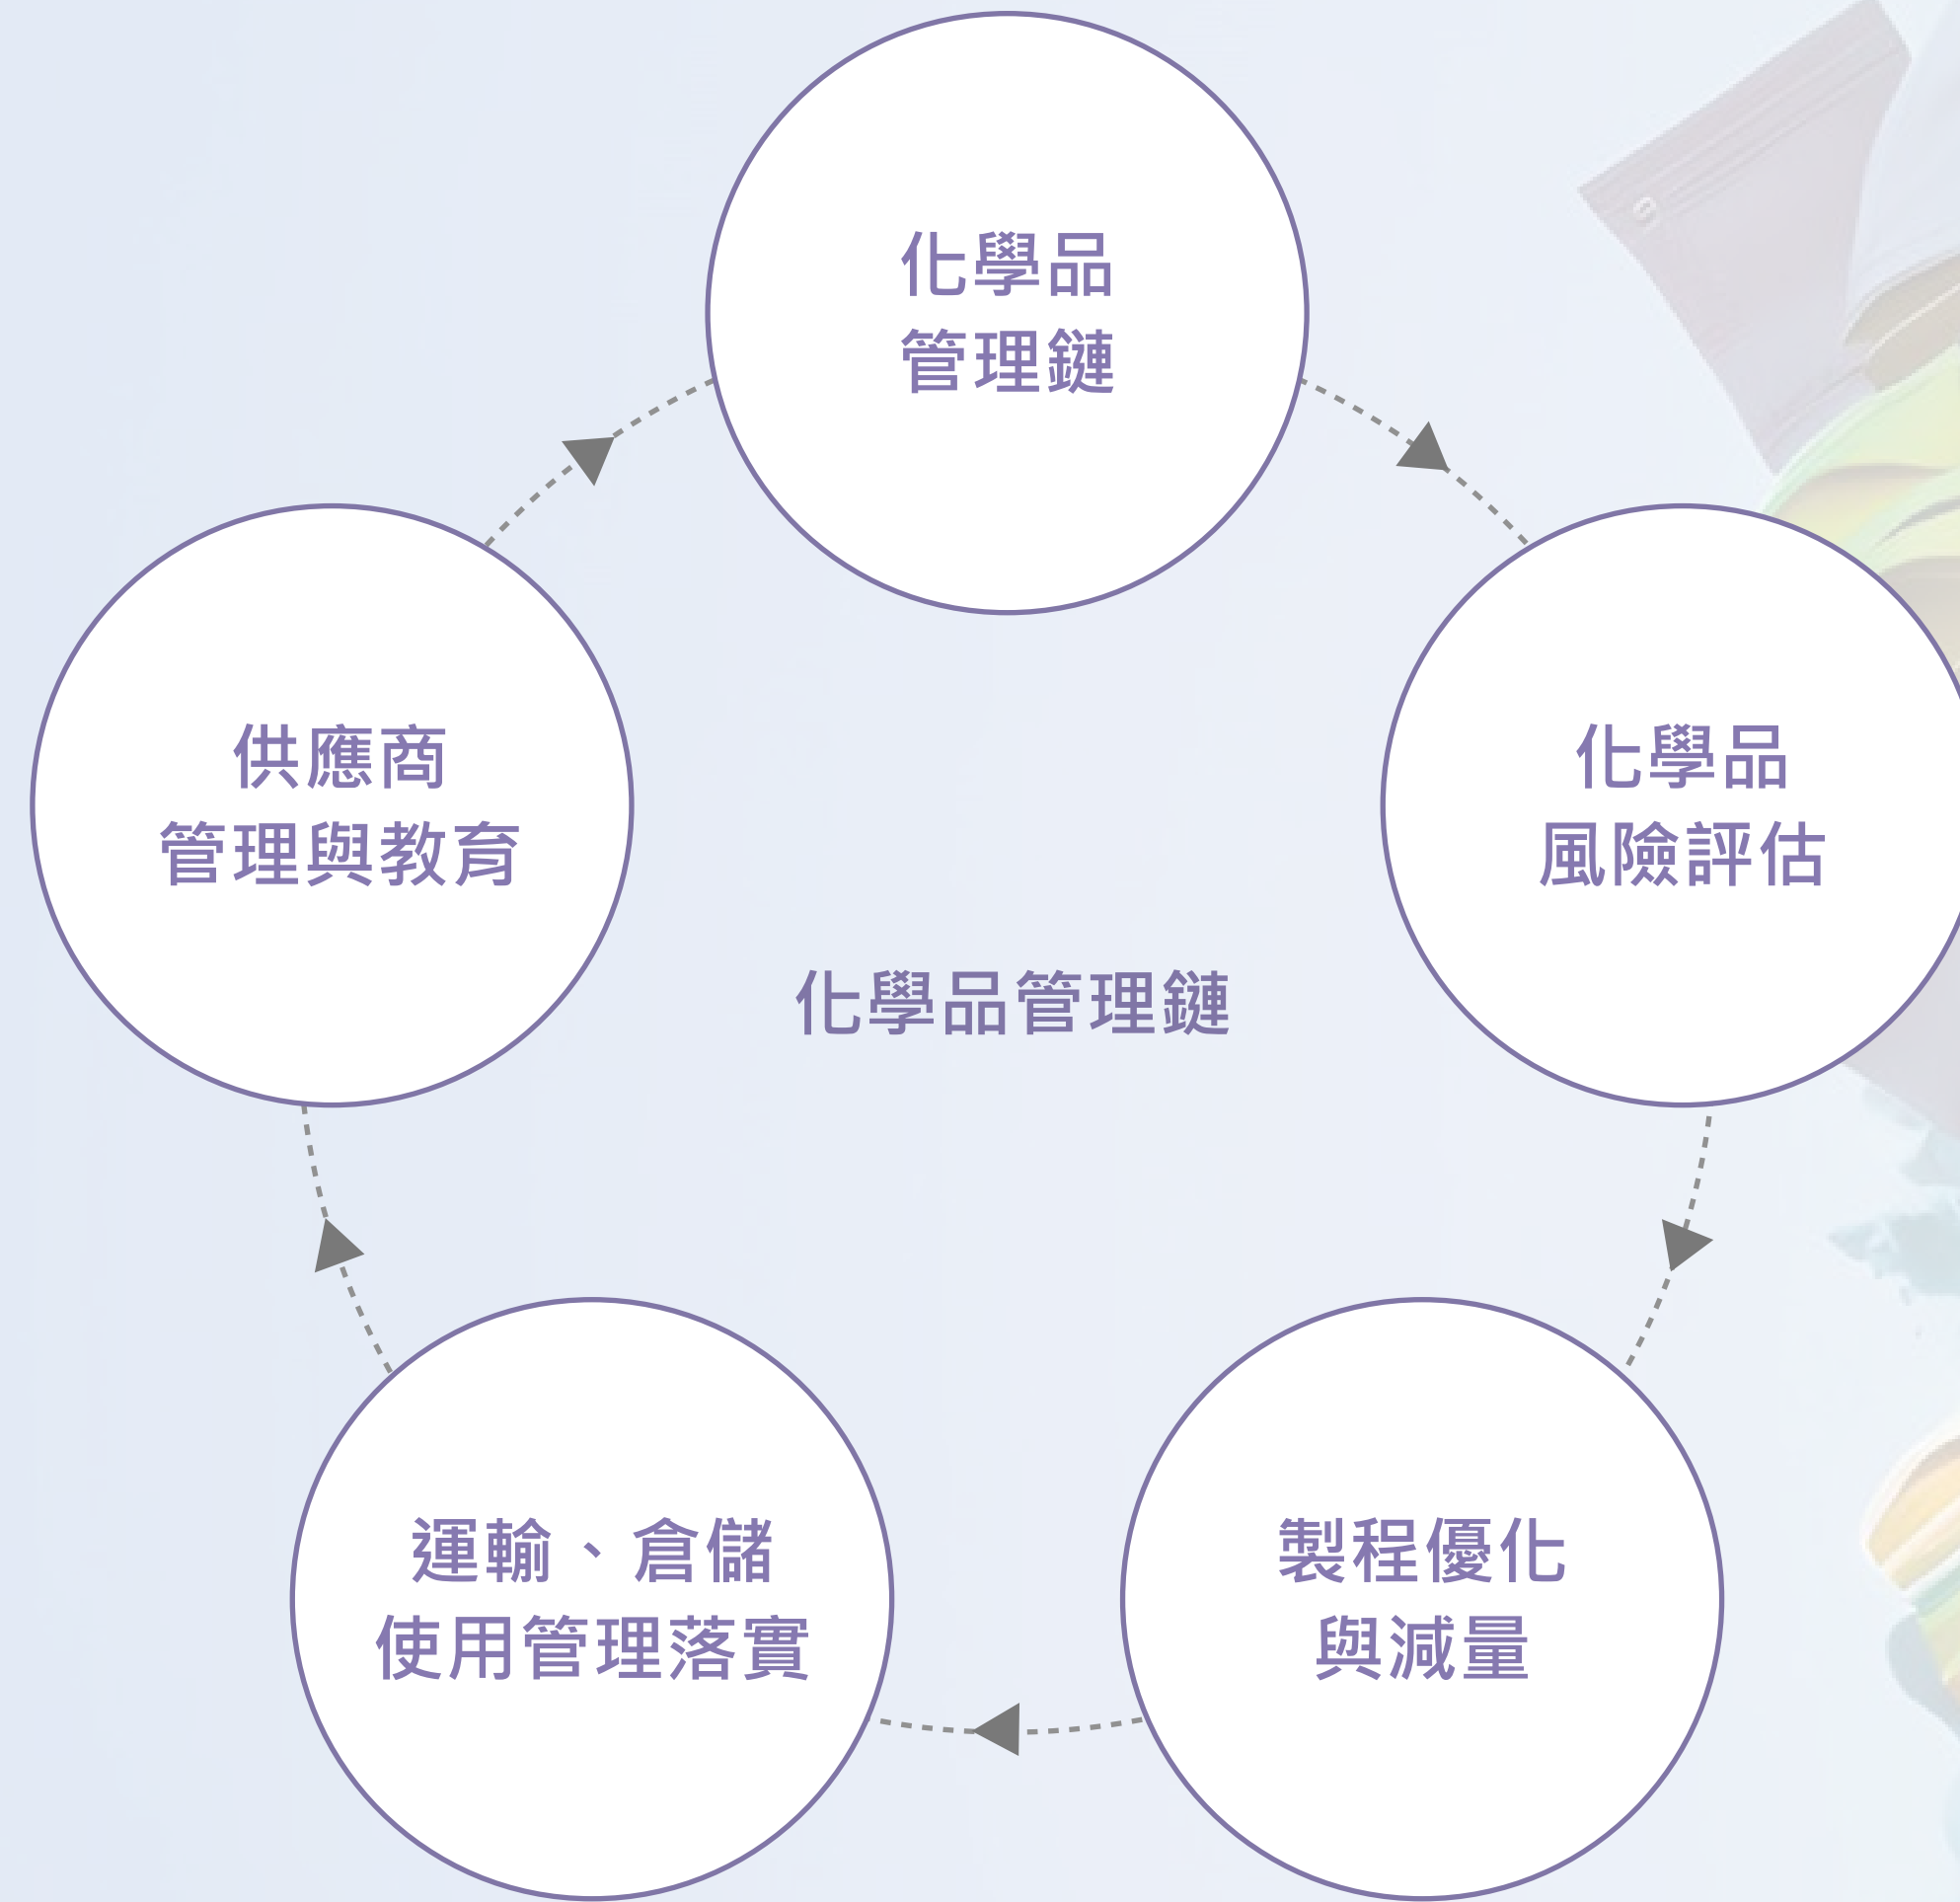 化學品
管理鏈
供應商
管理與教育
化學品
風險評估
化學品管理鏈
運輸、倉儲
使用管理落實
製程優化
與減量